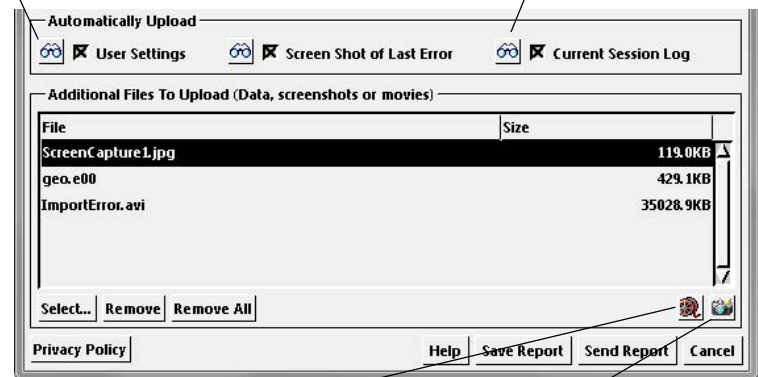 Automatically Upload
User Settings Screen Shot of Last Error Current Session Log
Additional Files To Upload (Data, screenshots or movies)
File Size
ScreenCapture1.jpg 119.0KB
geo.e00 429.1KB
ImportError.avi 35028.9KB
Select... Remove Remove All
Privacy Policy Help Save Report Send Report Cancel